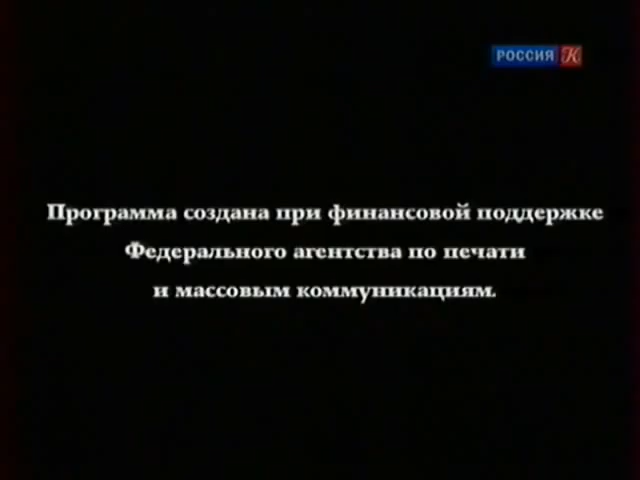 РОССИЯ К
Программа создана при финансовой поддержке
Федерального агентства по печати
и массовым коммуникациям.